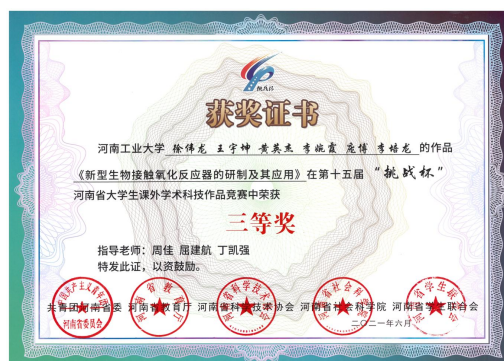 挑战杯
获奖证书
河南工业大学 徐伟龙 王宇坤 黄英杰 李婉霞 庞博 李培龙 的作品
《新型生物接触氧化反应器的研制及其应用》在第十五届 “挑战杯”
河南省大学生课外学术科技作品竞赛中荣获
三等奖
指导老师：周佳 屈建航 丁凯强
特发此证，以资鼓励。
共青团河南省委 河南省教育厅 河南省科学技术协会 河南省社会科学院 河南省学生联合会
二〇二一年六月
河南省委员会